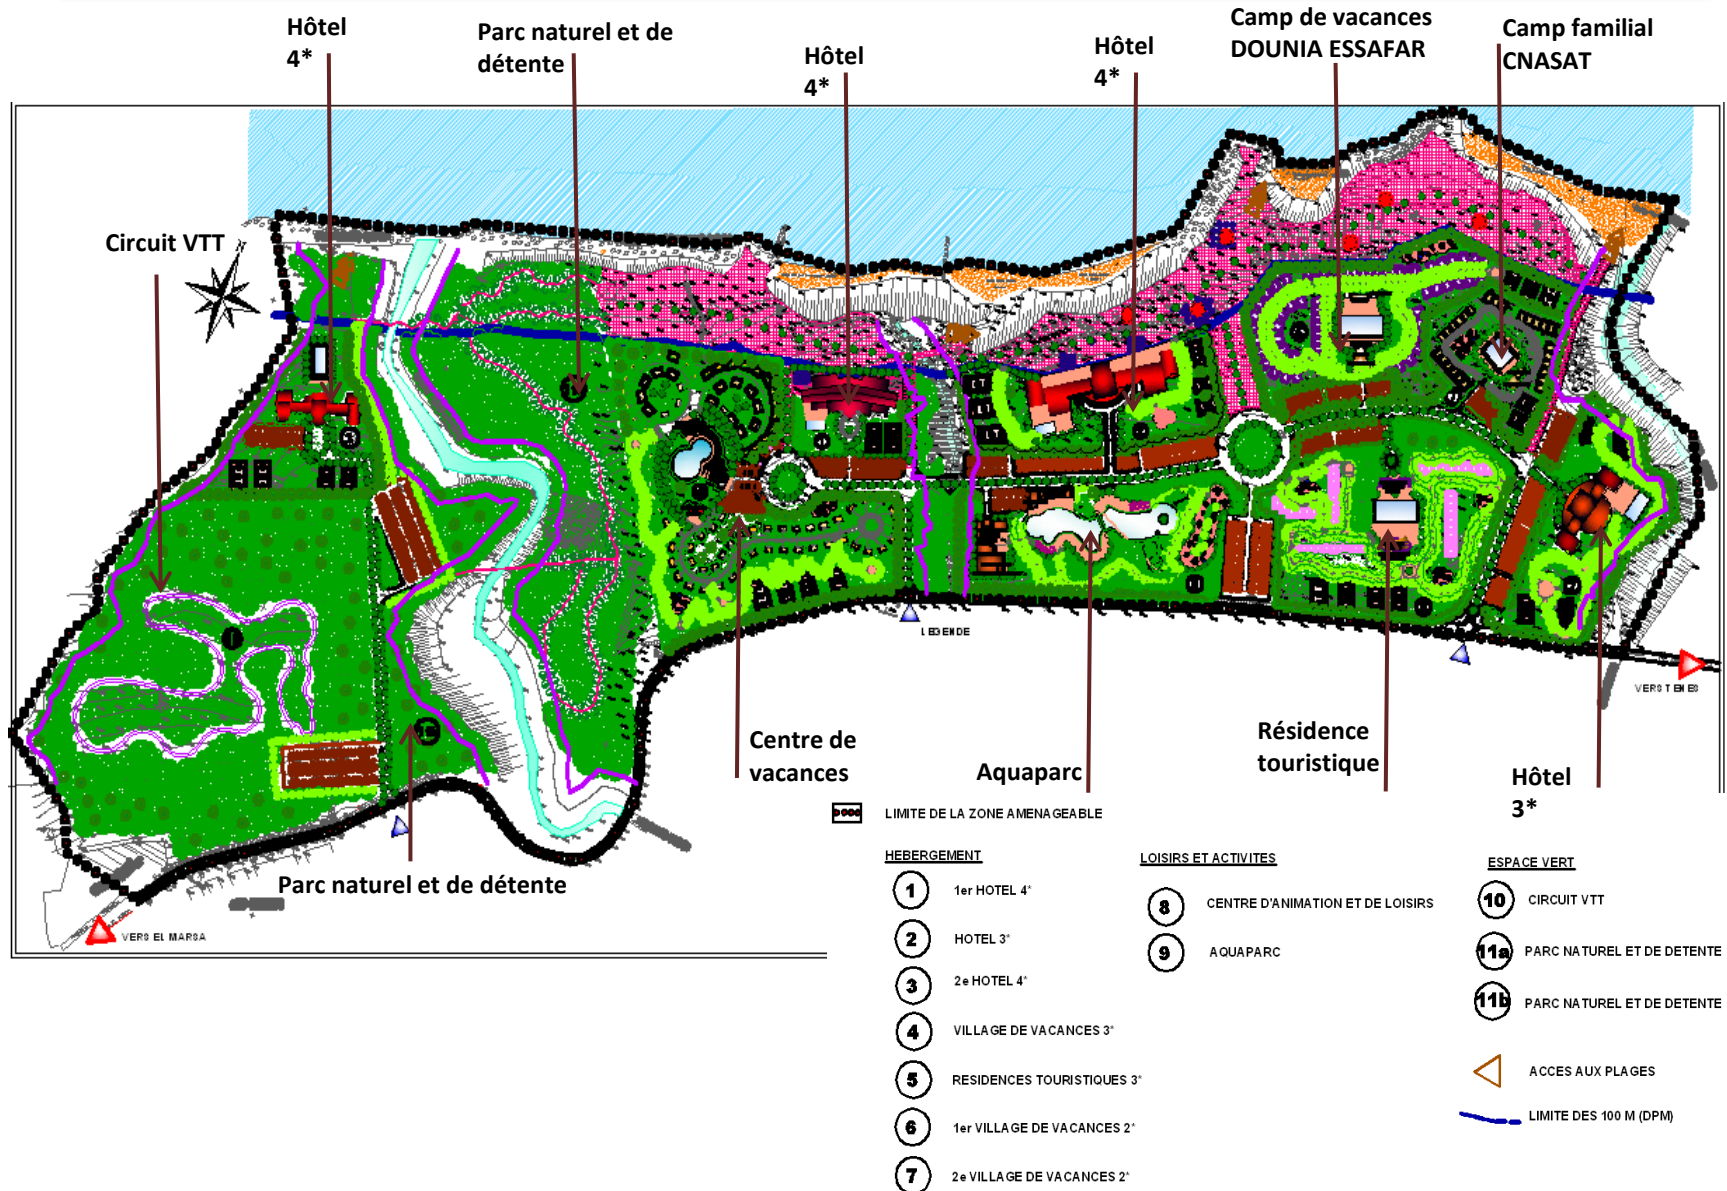 Hôtel
4*
Parc naturel et de
détente
Hôtel
4*
Hôtel
4*
Camp de vacances
DOUNIA ESSAFAR
Camp familial
CNASAT
Circuit VTT
LEGENDE
VERS TENES
Centre de
vacances
Aquaparc
Résidence
touristique
Hôtel
3*
Parc naturel et de détente
VERS EL MARSA
LIMITE DE LA ZONE AMENAGEABLE
HEBERGEMENT
1 1er HOTEL 4*
2 HOTEL 3*
3 2e HOTEL 4*
4 VILLAGE DE VACANCES 3*
5 RESIDENCES TOURISTIQUES 3*
6 1er VILLAGE DE VACANCES 2*
7 2e VILLAGE DE VACANCES 2*
LOISIRS ET ACTIVITES
8 CENTRE D'ANIMATION ET DE LOISIRS
9 AQUAPARC
ESPACE VERT
10 CIRCUIT VTT
11a PARC NATUREL ET DE DETENTE
11b PARC NATUREL ET DE DETENTE
ACCES AUX PLAGES
LIMITE DES 100 M (DPM)